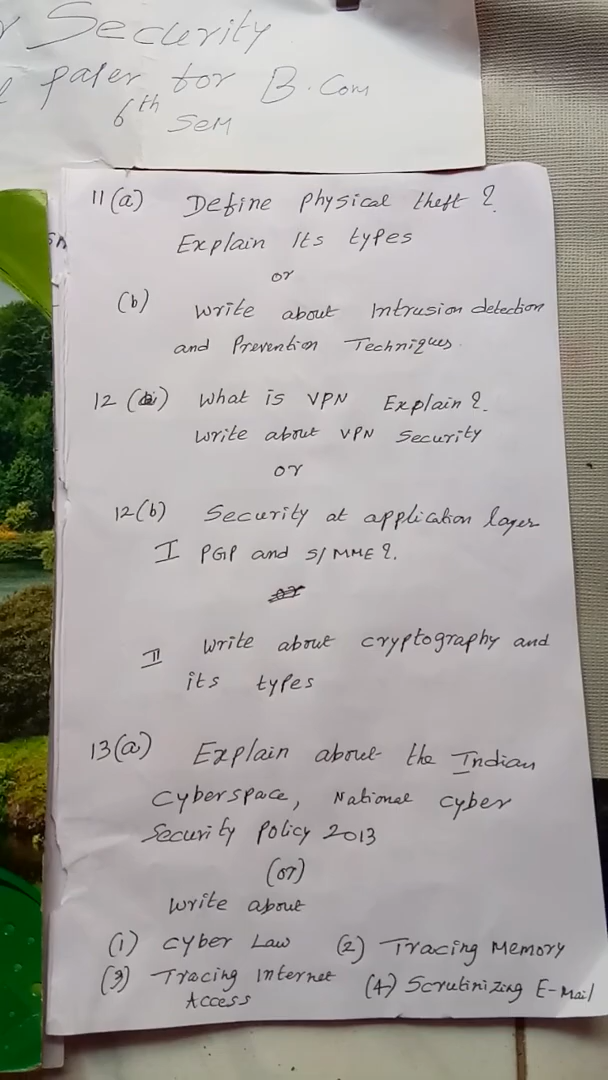 Security
paper for B.Com
6th
Sem
11(a) Define Physical theft?
Explain Its types
or
(b) Write about Intrusion detection
and Prevention Techniques.
12 ( ) What is VPN Explain?.
Write about VPN Security
or
12(b) Security at application layer
I PGP and S/MME?.
II Write about cryptography and
its types
13(a) Explain about the Indian
Cyberspace, National Cyber
Security Policy 2013
(or)
Write about
(1) Cyber Law (2) Tracing Memory
(3) Tracing Internet (4) Scrutinizing E-Mail
Access